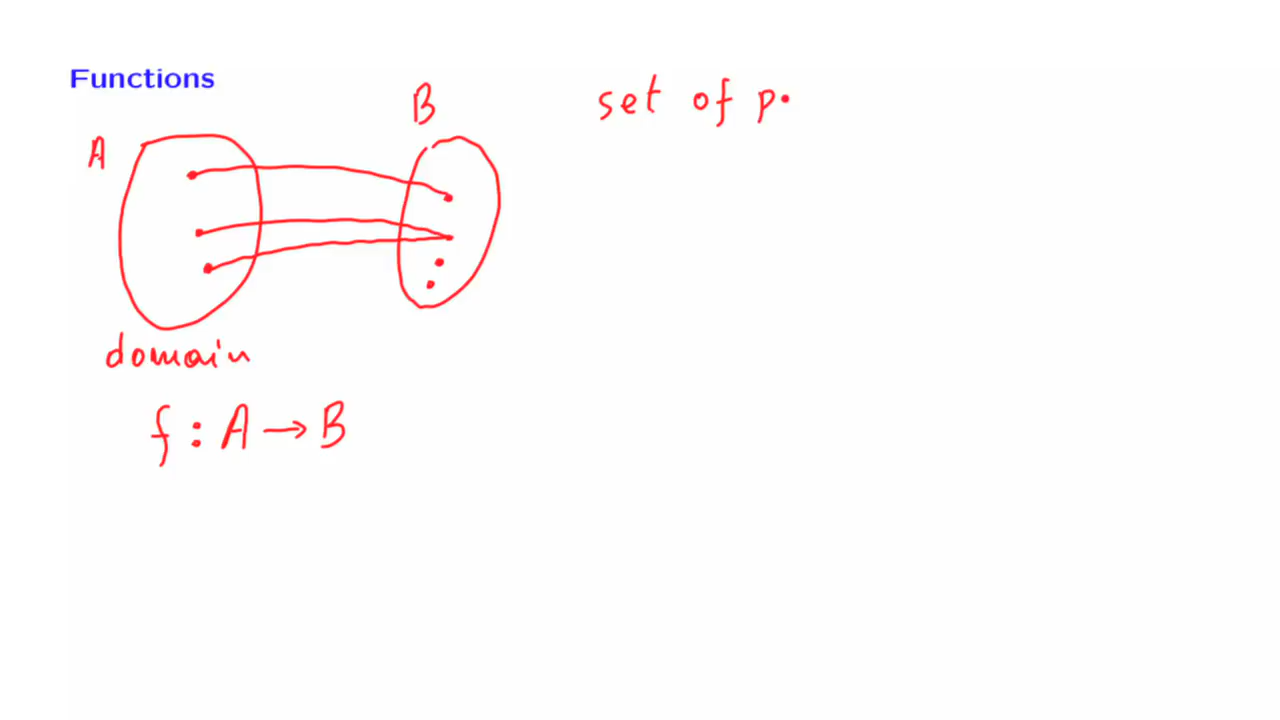 Functions
B
set of p
A
domain
f : A → B